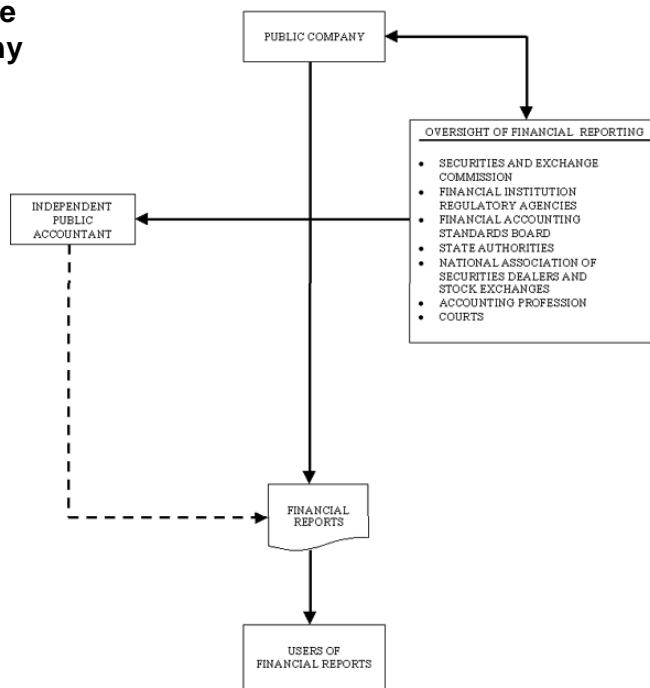 PUBLIC COMPANY
OVERSIGHT OF FINANCIAL REPORTING
• SECURITIES AND EXCHANGE
COMMISSION
• FINANCIAL INSTITUTION
REGULATORY AGENCIES
• FINANCIAL ACCOUNTING
STANDARDS BOARD
• STATE AUTHORITIES
• NATIONAL ASSOCIATION OF
SECURITIES DEALERS AND
STOCK EXCHANGES
• ACCOUNTING PROFESSION
• COURTS
INDEPENDENT
PUBLIC
ACCOUNTANT
FINANCIAL
REPORTS
USERS OF
FINANCIAL REPORTS